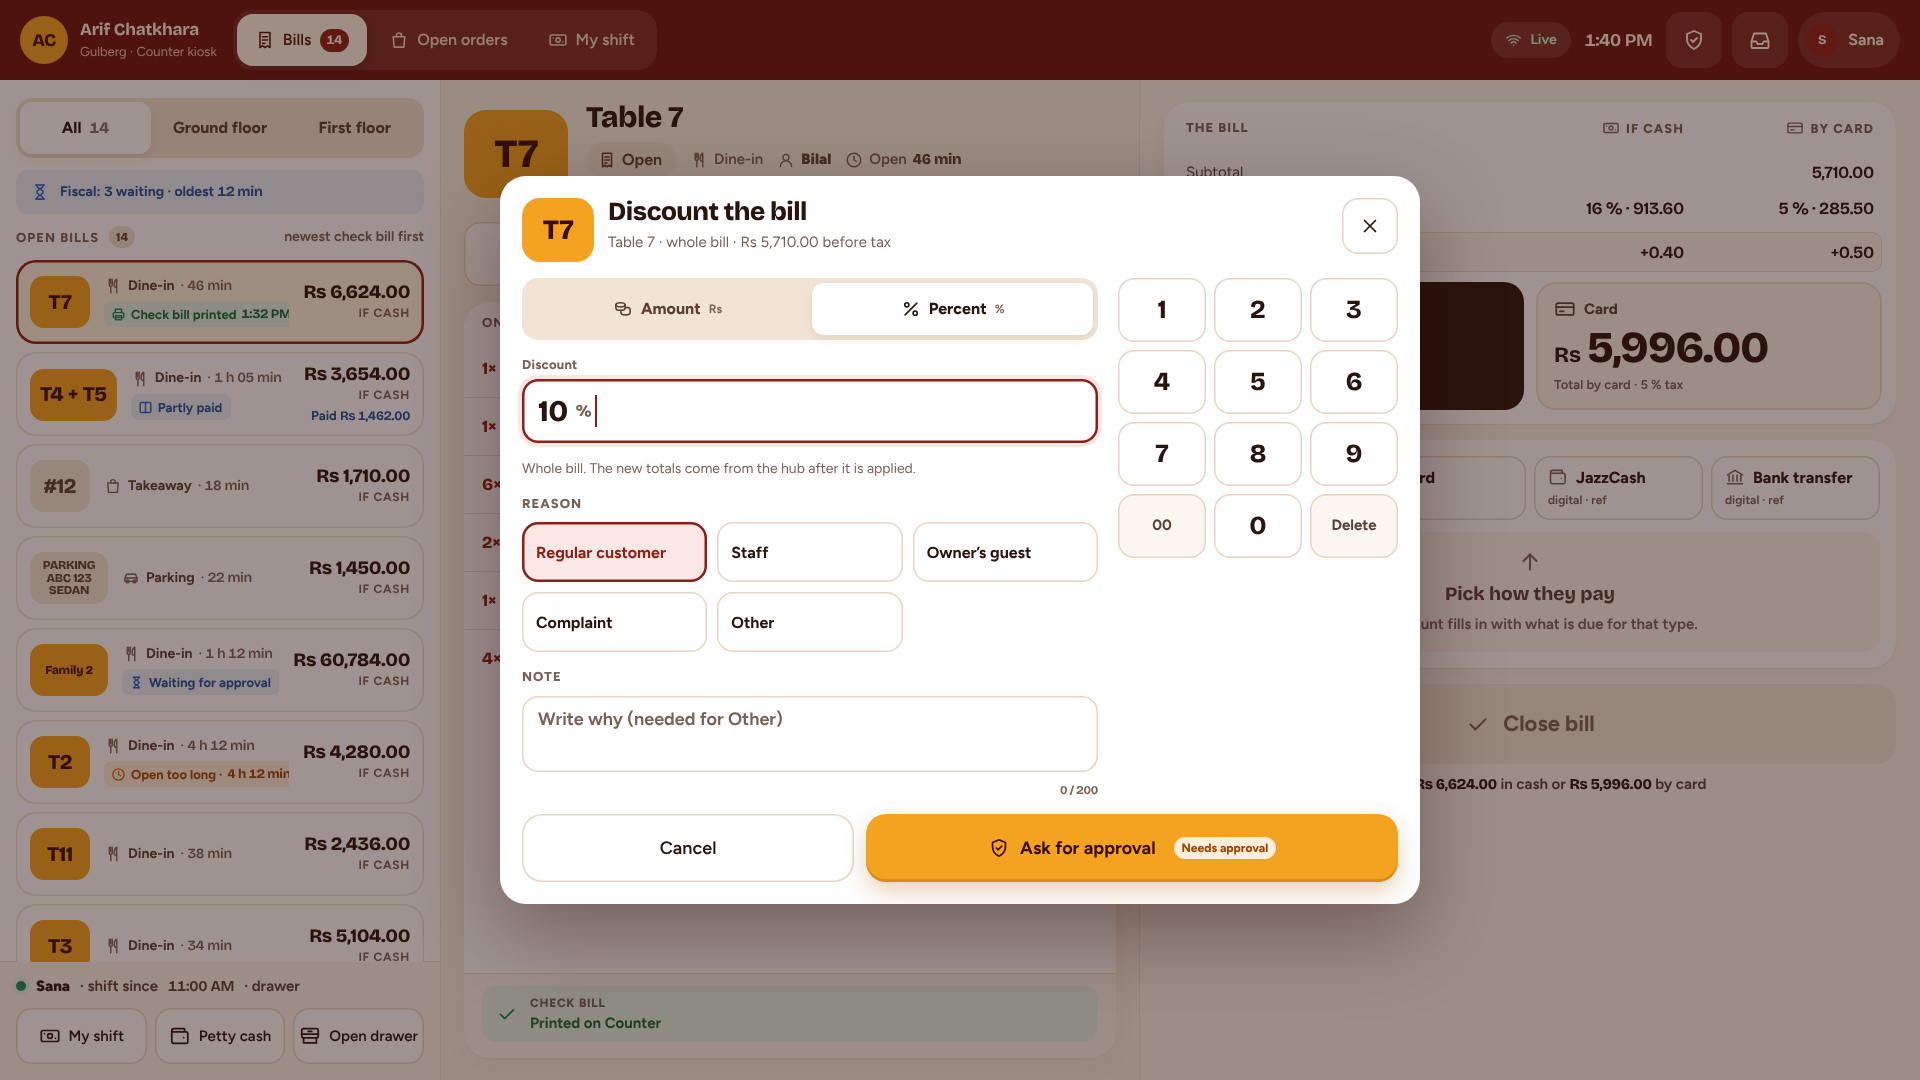 AC
Arif Chatkhara
Gulberg · Counter kiosk
Bills 14
Open orders
My shift
Live
1:40 PM
S
Sana
All 14
Ground floor
First floor
Fiscal: 3 waiting · oldest 12 min
OPEN BILLS 14
newest check bill first
T7
Dine-in · 46 min
Check bill printed 1:32 PM
Rs 6,624.00
IF CASH
T4 + T5
Dine-in · 1 h 05 min
Partly paid
Rs 3,654.00
IF CASH
Paid Rs 1,462.00
#12
Takeaway · 18 min
Rs 1,710.00
IF CASH
PARKING
ABC 123
SEDAN
Parking · 22 min
Rs 1,450.00
IF CASH
Family 2
Dine-in · 1 h 12 min
Waiting for approval
Rs 60,784.00
IF CASH
T2
Dine-in · 4 h 12 min
Open too long · 4 h 12 min
Rs 4,280.00
IF CASH
T11
Dine-in · 38 min
Rs 2,436.00
IF CASH
T3
Dine-in · 34 min
Rs 5,104.00
IF CASH
Sana · shift since 11:00 AM · drawer
My shift
Petty cash
Open drawer
T7
Table 7
Open
Dine-in
Bilal
Open 46 min
1×
1×
6×
2×
1×
4×
CHECK BILL
Printed on Counter
THE BILL
IF CASH
BY CARD
Subtotal
5,710.00
16 % · 913.60
5 % · 285.50
+0.40
+0.50
Card
Rs 5,996.00
Total by card · 5 % tax
JazzCash
digital · ref
Bank transfer
digital · ref
Pick how they pay
fills in with what is due for that type.
Close bill
Rs 6,624.00 in cash or Rs 5,996.00 by card
T7
Discount the bill
Table 7 · whole bill · Rs 5,710.00 before tax
Amount Rs
Percent %
Discount
10 %
Whole bill. The new totals come from the hub after it is applied.
REASON
Regular customer
Staff
Owner's guest
Complaint
Other
NOTE
Write why (needed for Other)
0 / 200
1
2
3
4
5
6
7
8
9
00
0
Delete
Cancel
Ask for approval
Needs approval